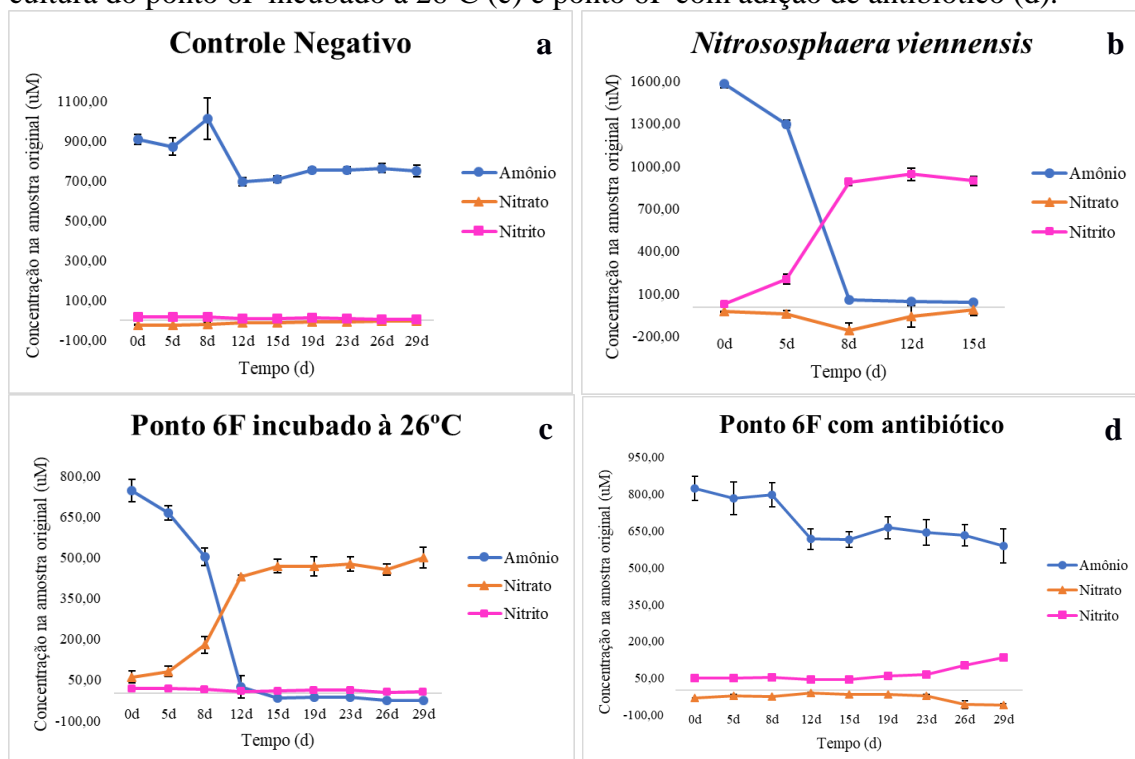 cultura do ponto 6F incubado à 26ºC (c) e ponto 6F com adição de antibiótico (d).
Controle Negativo
a
Concentração na amostra original (uM)
1100,00
900,00
700,00
500,00
300,00
100,00
-100,00
0d 5d 8d 12d 15d 19d 23d 26d 29d
Tempo (d)
Amônio
Nitrato
Nitrito
Nitrososphaera viennensis
b
Concentração na amostra original (uM)
1600,00
1300,00
1000,00
700,00
400,00
100,00
-200,00
0d 5d 8d 12d 15d
Tempo (d)
Amônio
Nitrato
Nitrito
Ponto 6F incubado à 26ºC
c
Concentração na amostra original (uM)
800,00
650,00
500,00
350,00
200,00
50,00
-100,00
0d 5d 8d 12d 15d 19d 23d 26d 29d
Tempo (d)
Amônio
Nitrato
Nitrito
Ponto 6F com antibiótico
d
Concentração na amostra original (uM)
950,00
800,00
650,00
500,00
350,00
200,00
50,00
-100,00
0d 5d 8d 12d 15d 19d 23d 26d 29d
Tempo (d)
Amônio
Nitrato
Nitrito